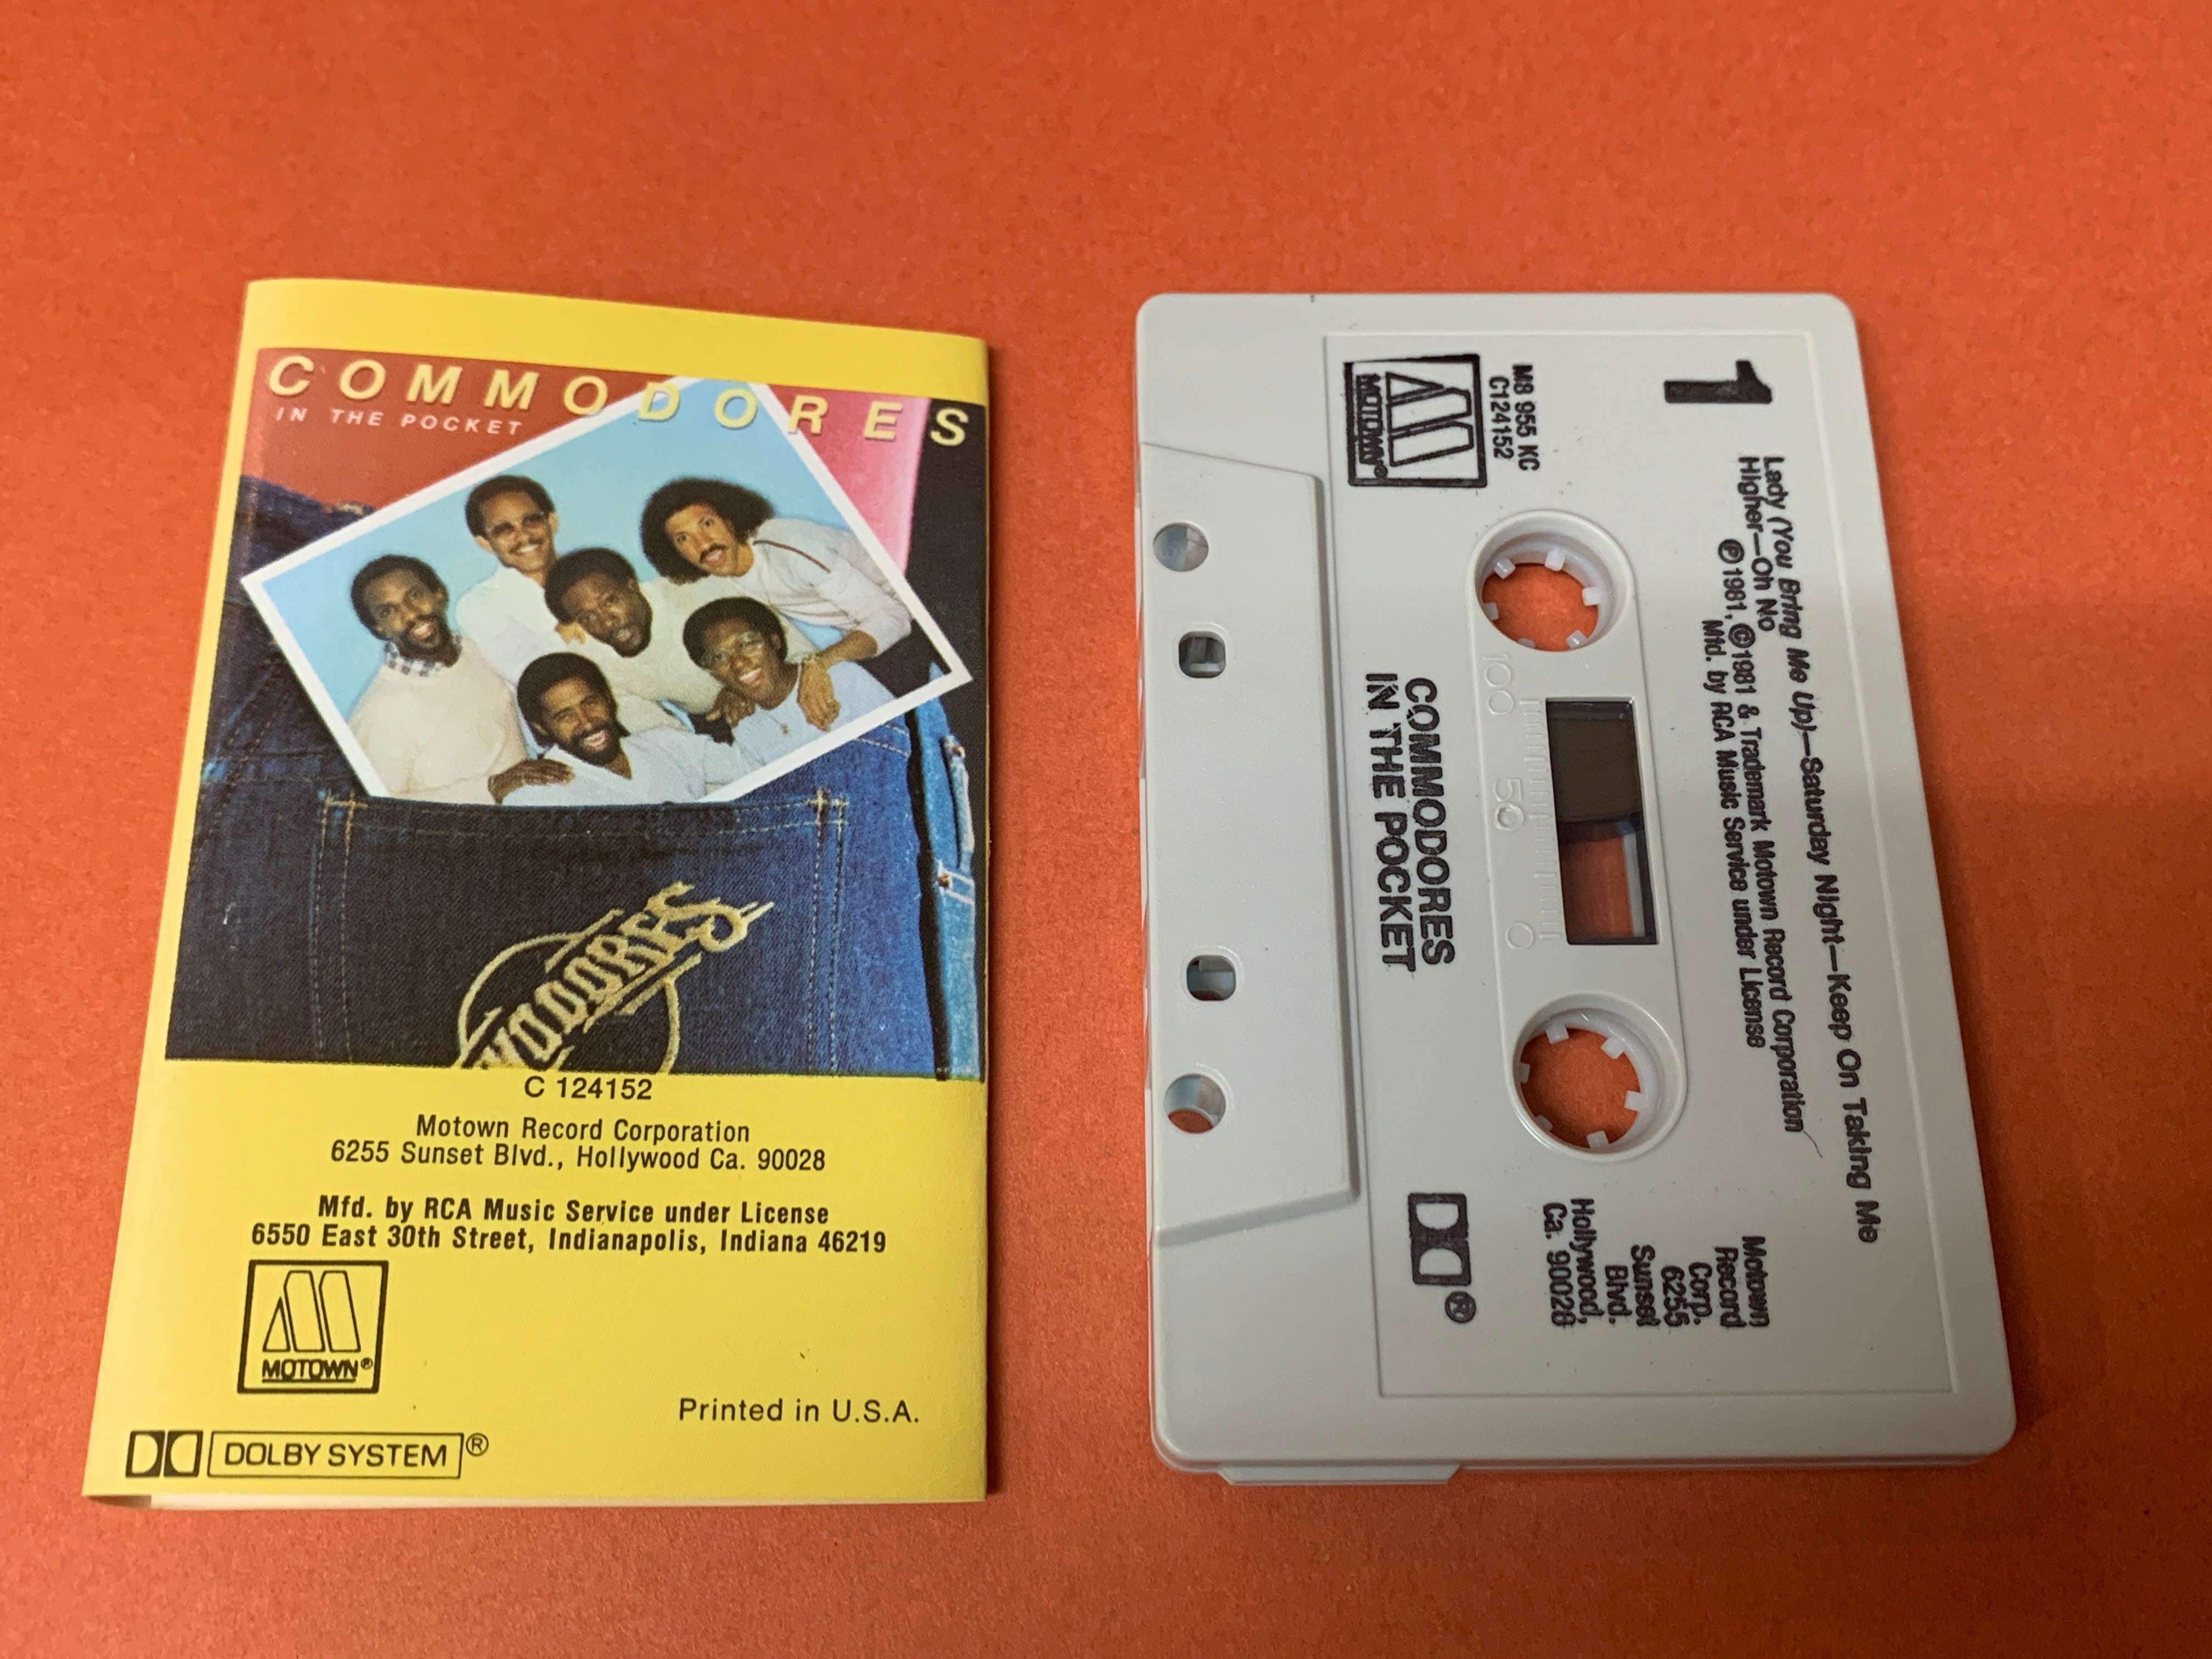 COMMODORES
IN THE POCKET
MODORES
C 124152
Motown Record Corporation
6255 Sunset Blvd., Hollywood Ca. 90028
Mfd. by RCA Music Service under License
6550 East 30th Street, Indianapolis, Indiana 46219
MOTOWN®
Printed in U.S.A.
DOLBY SYSTEM®
1
Lady (You Bring Me Up)—Saturday Night—Keep On Taking Me
Higher—Oh No
℗1981, ©1981 & Trademark Motown Record Corporation
Mfd. by RCA Music Service under License
M8 955 KC
C124152
MOTOWN®
100 50 0
Motown
Record
Corp.
6255
Sunset
Blvd.
Hollywood,
Ca. 90028
COMMODORES
IN THE POCKET
®